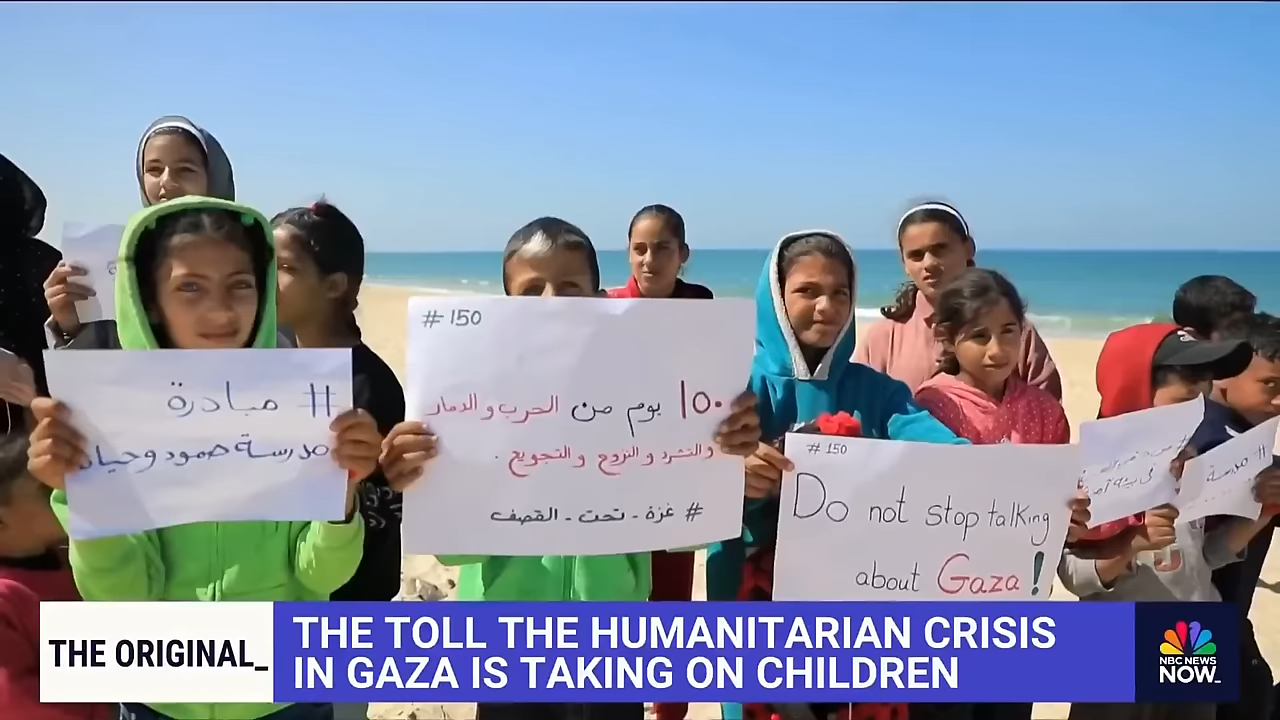 # مبادرة
مدرسة صمود وحياة
#150
١٥٠ يوم من الحرب والدمار
والتشرد والنزوح والتجويع.
# غزة - تحت - القصف
#150
Do not stop talking
about Gaza!
# مدرسة
THE ORIGINAL_
THE TOLL THE HUMANITARIAN CRISIS
IN GAZA IS TAKING ON CHILDREN
NBC NEWS
NOW_